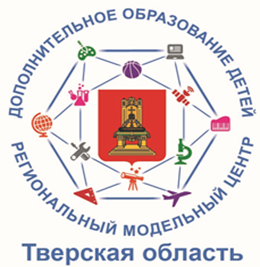 ДОПОЛНИТЕЛЬНОЕ ОБРАЗОВАНИЕ ДЕТЕЙ
РЕГИОНАЛЬНЫЙ МОДЕЛЬНЫЙ ЦЕНТР
Тверская область